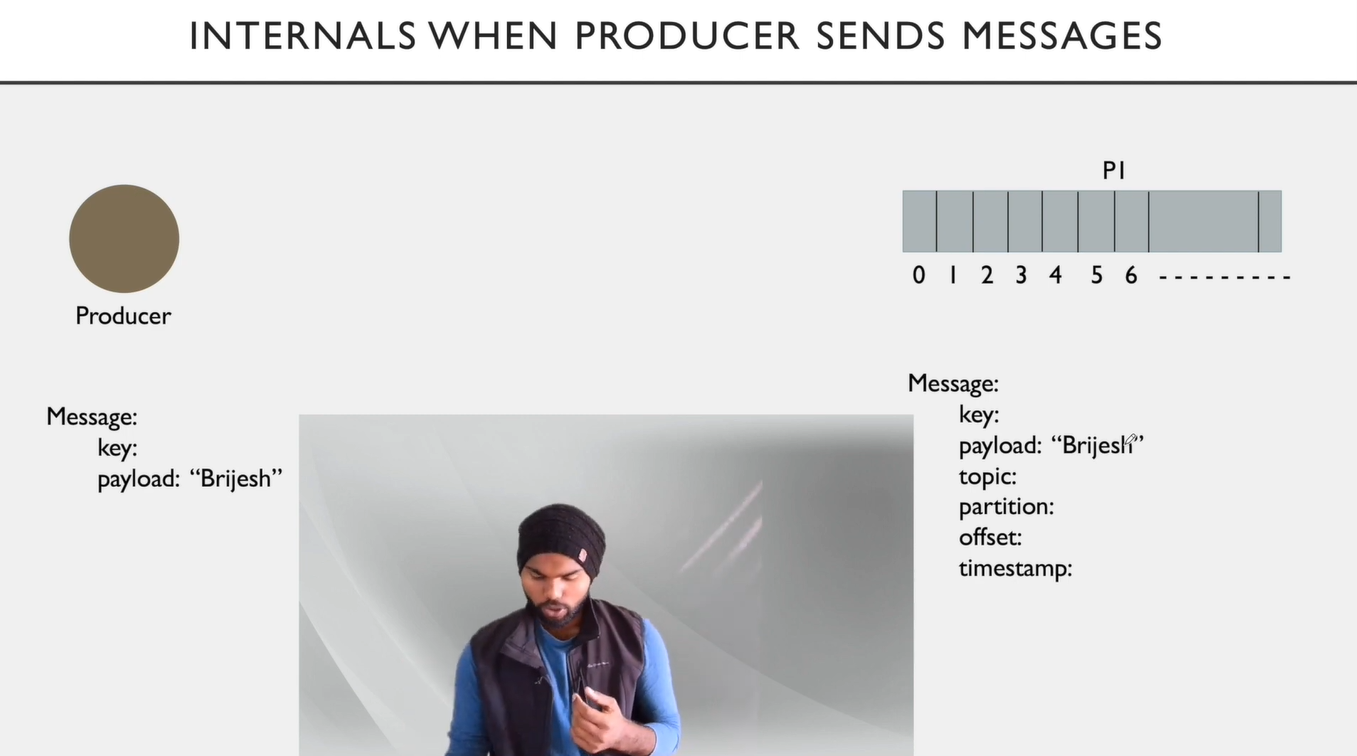 INTERNALS WHEN PRODUCER SENDS MESSAGES
P1
0 1 2 3 4 5 6 ---------
Producer
Message:
key:
payload: “Brijesh”
Message:
key:
payload: “Brijesh”
topic:
partition:
offset:
timestamp: